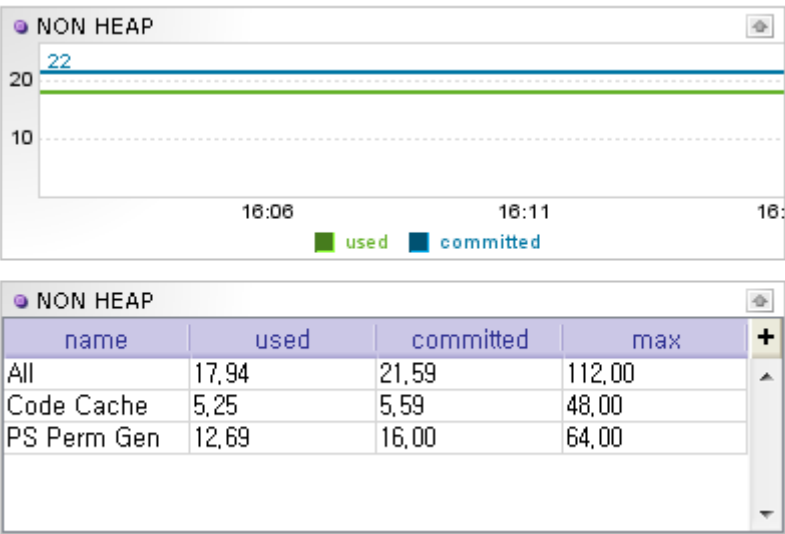 NON HEAP
22
20
10
16:06 16:11 16:
used committed
NON HEAP
name used committed max +
All 17,94 21,59 112,00
Code Cache 5,25 5,59 48,00
PS Perm Gen 12,69 16,00 64,00